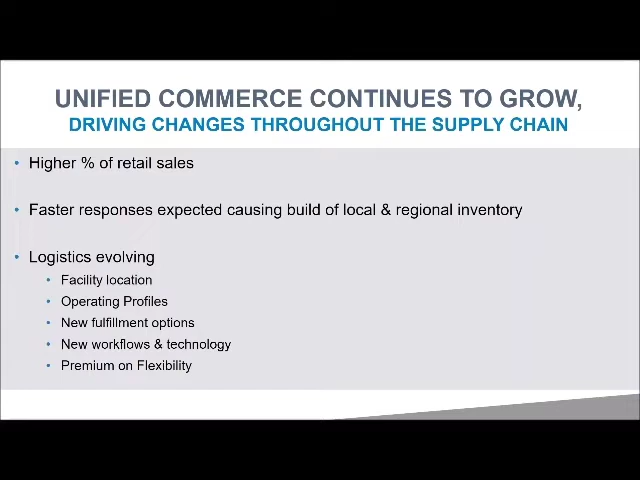 UNIFIED COMMERCE CONTINUES TO GROW,
DRIVING CHANGES THROUGHOUT THE SUPPLY CHAIN
• Higher % of retail sales
• Faster responses expected causing build of local & regional inventory
• Logistics evolving
• Facility location
• Operating Profiles
• New fulfillment options
• New workflows & technology
• Premium on Flexibility